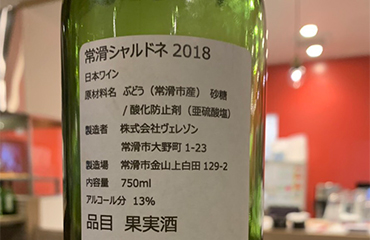 常滑シャルドネ 2018
日本ワイン
原材料名 ぶどう（常滑市産） 砂糖
/ 酸化防止剤（亜硫酸塩）
製造者 株式会社ヴェレゾン
常滑市大野町 1-23
製造場 常滑市金山上白田 129-2
内容量 750ml
アルコール分 13%
品目 果実酒